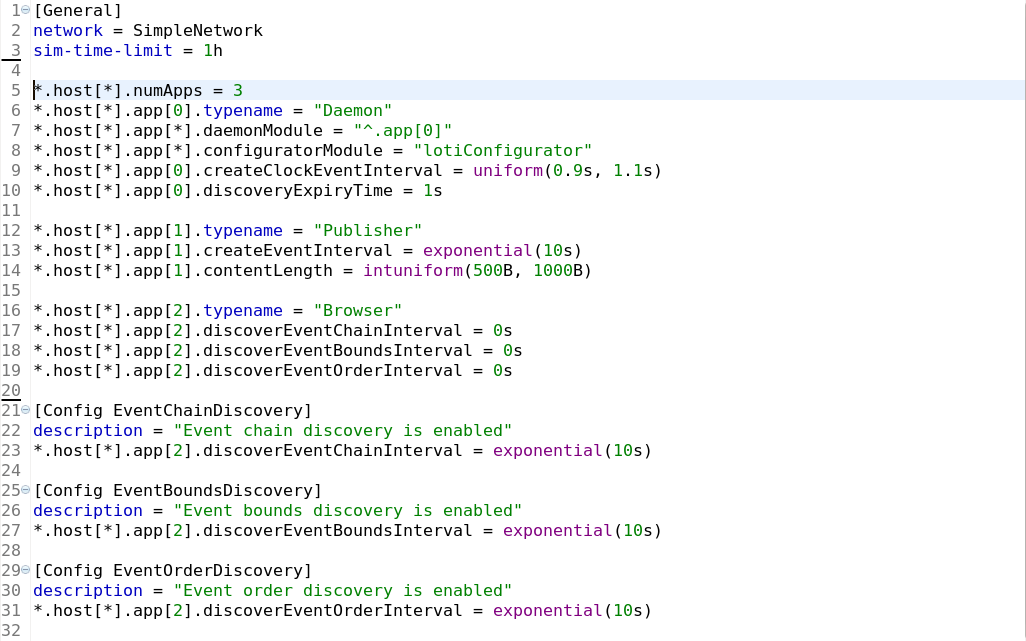 1 [General]
2 network = SimpleNetwork
3 sim-time-limit = 1h
4
5 *.host[*].numApps = 3
6 *.host[*].app[0].typename = "Daemon"
7 *.host[*].app[*].daemonModule = "^.app[0]"
8 *.host[*].app[*].configuratorModule = "lotiConfigurator"
9 *.host[*].app[0].createClockEventInterval = uniform(0.9s, 1.1s)
10 *.host[*].app[0].discoveryExpiryTime = 1s
11
12 *.host[*].app[1].typename = "Publisher"
13 *.host[*].app[1].createEventInterval = exponential(10s)
14 *.host[*].app[1].contentLength = intuniform(500B, 1000B)
15
16 *.host[*].app[2].typename = "Browser"
17 *.host[*].app[2].discoverEventChainInterval = 0s
18 *.host[*].app[2].discoverEventBoundsInterval = 0s
19 *.host[*].app[2].discoverEventOrderInterval = 0s
20
21 [Config EventChainDiscovery]
22 description = "Event chain discovery is enabled"
23 *.host[*].app[2].discoverEventChainInterval = exponential(10s)
24
25 [Config EventBoundsDiscovery]
26 description = "Event bounds discovery is enabled"
27 *.host[*].app[2].discoverEventBoundsInterval = exponential(10s)
28
29 [Config EventOrderDiscovery]
30 description = "Event order discovery is enabled"
31 *.host[*].app[2].discoverEventOrderInterval = exponential(10s)
32